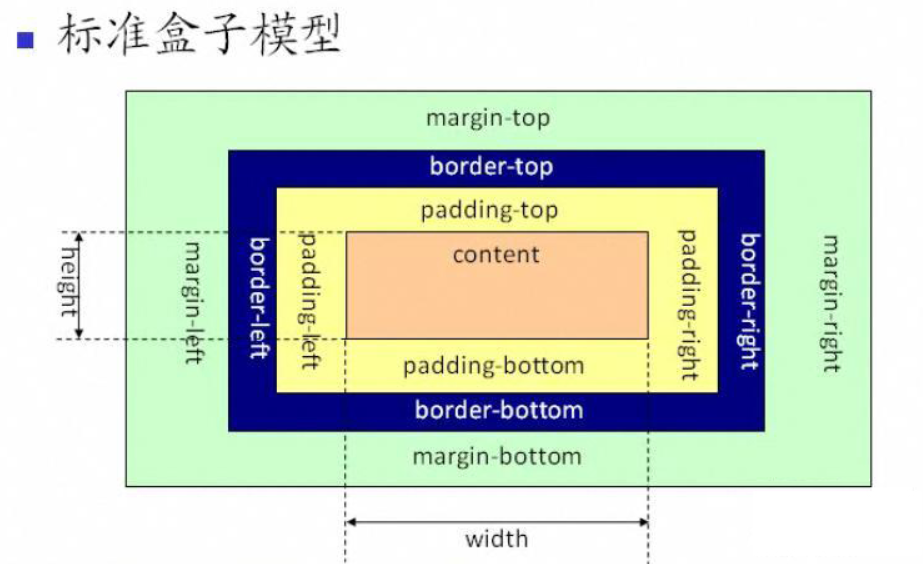 标准盒子模型
margin-top
border-top
padding-top
height
margin-left
border-left
padding-left
content
padding-right
border-right
margin-right
padding-bottom
border-bottom
margin-bottom
width